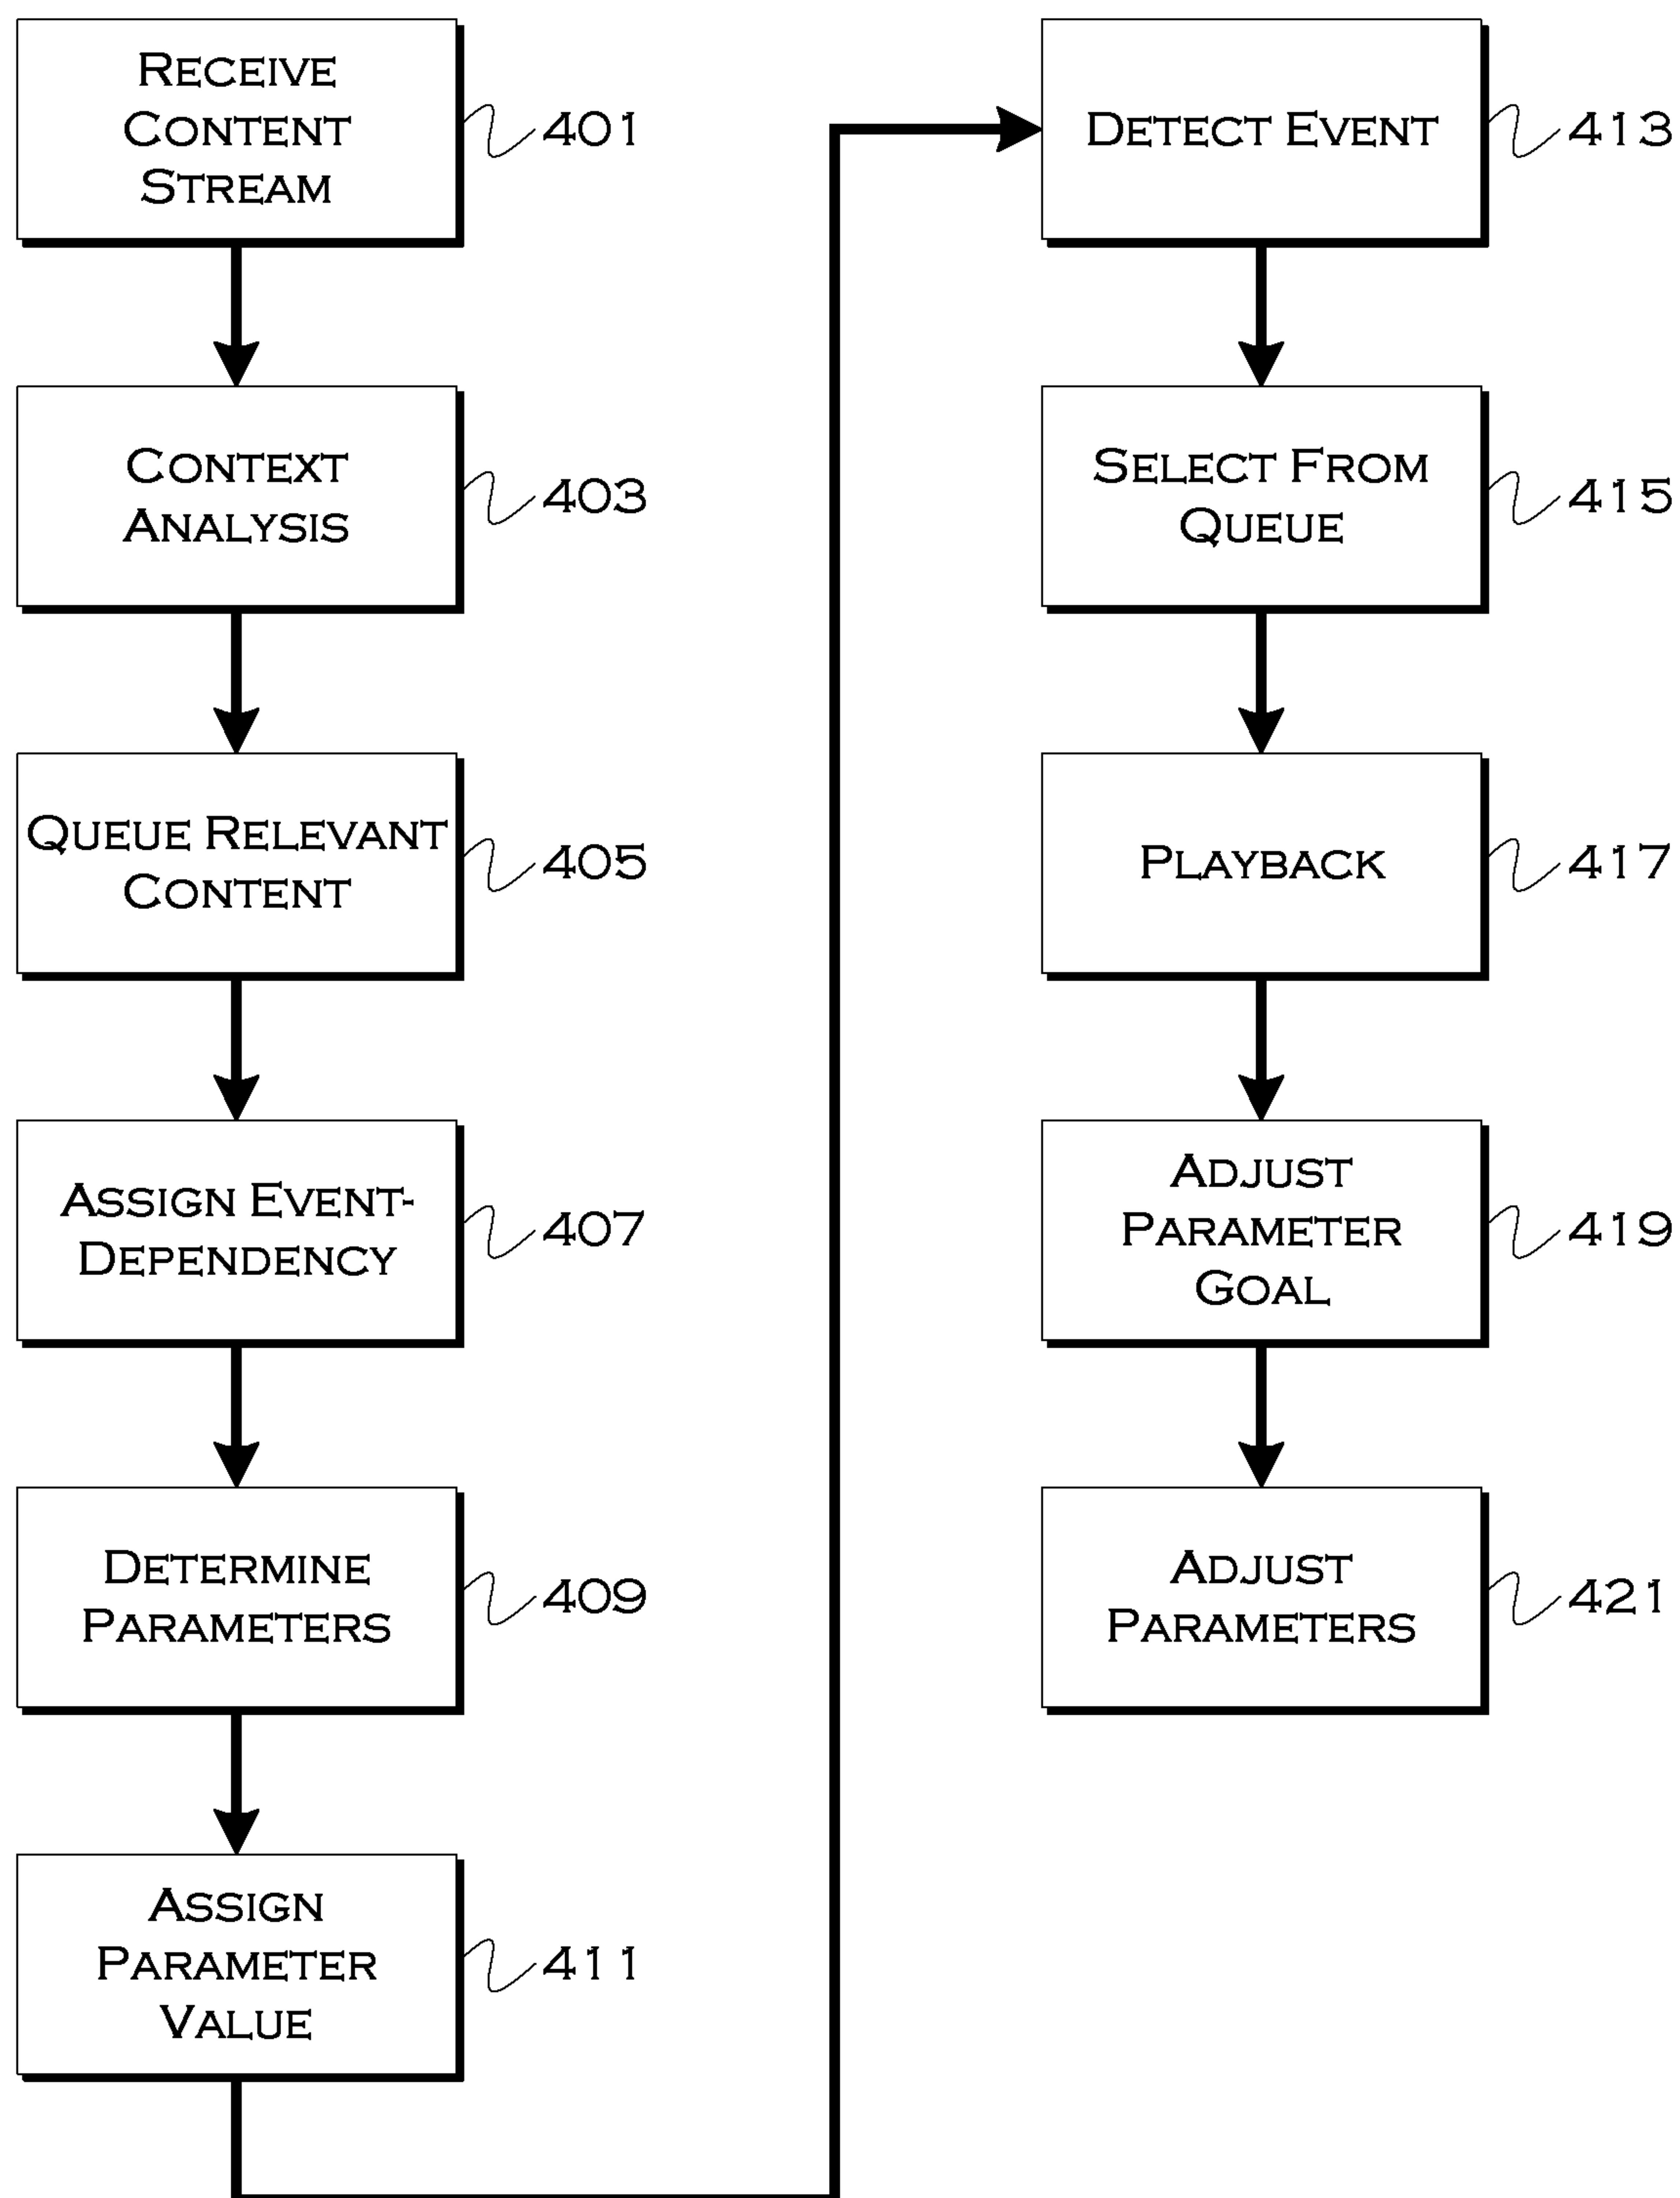 RECEIVE
CONTENT
STREAM
401
CONTEXT
ANALYSIS
403
QUEUE RELEVANT
CONTENT
405
ASSIGN EVENT-
DEPENDENCY
407
DETERMINE
PARAMETERS
409
ASSIGN
PARAMETER
VALUE
411
DETECT EVENT
413
SELECT FROM
QUEUE
415
PLAYBACK
417
ADJUST
PARAMETER
GOAL
419
ADJUST
PARAMETERS
421